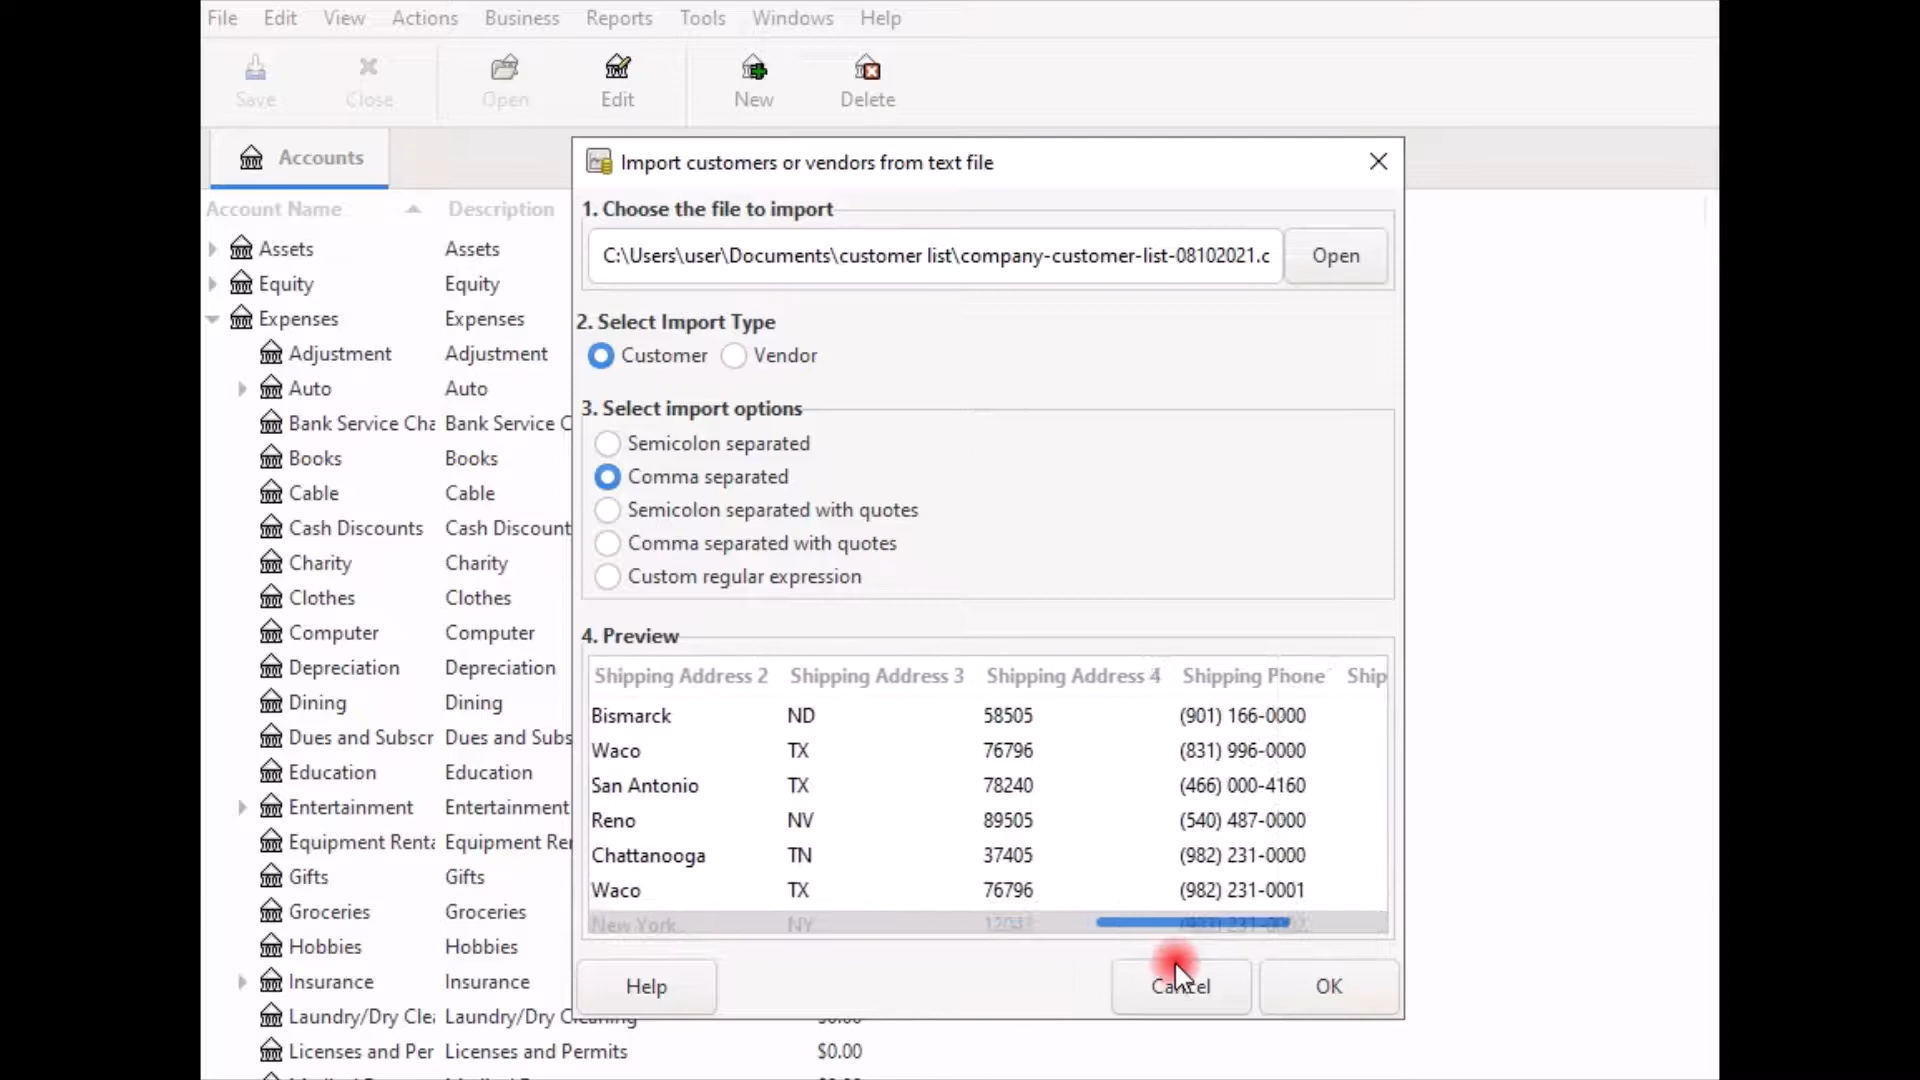 File Edit View Actions Business Reports Tools Windows Help
Save Close Open Edit New Delete
Accounts
Account Name Description
Assets Assets
Equity Equity
Expenses Expenses
Adjustment Adjustment
Auto Auto
Bank Service Cha Bank Service C
Books Books
Cable Cable
Cash Discounts Cash Discount
Charity Charity
Clothes Clothes
Computer Computer
Depreciation Depreciation
Dining Dining
Dues and Subscr Dues and Subs
Education Education
Entertainment Entertainment
Equipment Renta Equipment Re
Gifts Gifts
Groceries Groceries
Hobbies Hobbies
Insurance Insurance
Laundry/Dry Clea Laundry/Dry Cleaning $0.00
Licenses and Per Licenses and Permits $0.00
Import customers or vendors from text file
1. Choose the file to import
C:\Users\user\Documents\customer list\company-customer-list-08102021.c Open
2. Select Import Type
Customer Vendor
3. Select import options
Semicolon separated
Comma separated
Semicolon separated with quotes
Comma separated with quotes
Custom regular expression
4. Preview
Shipping Address 2 Shipping Address 3 Shipping Address 4 Shipping Phone Ship
Bismarck ND 58505 (901) 166-0000
Waco TX 76796 (831) 996-0000
San Antonio TX 78240 (466) 000-4160
Reno NV 89505 (540) 487-0000
Chattanooga TN 37405 (982) 231-0000
Waco TX 76796 (982) 231-0001
New York NY
Help Cancel OK